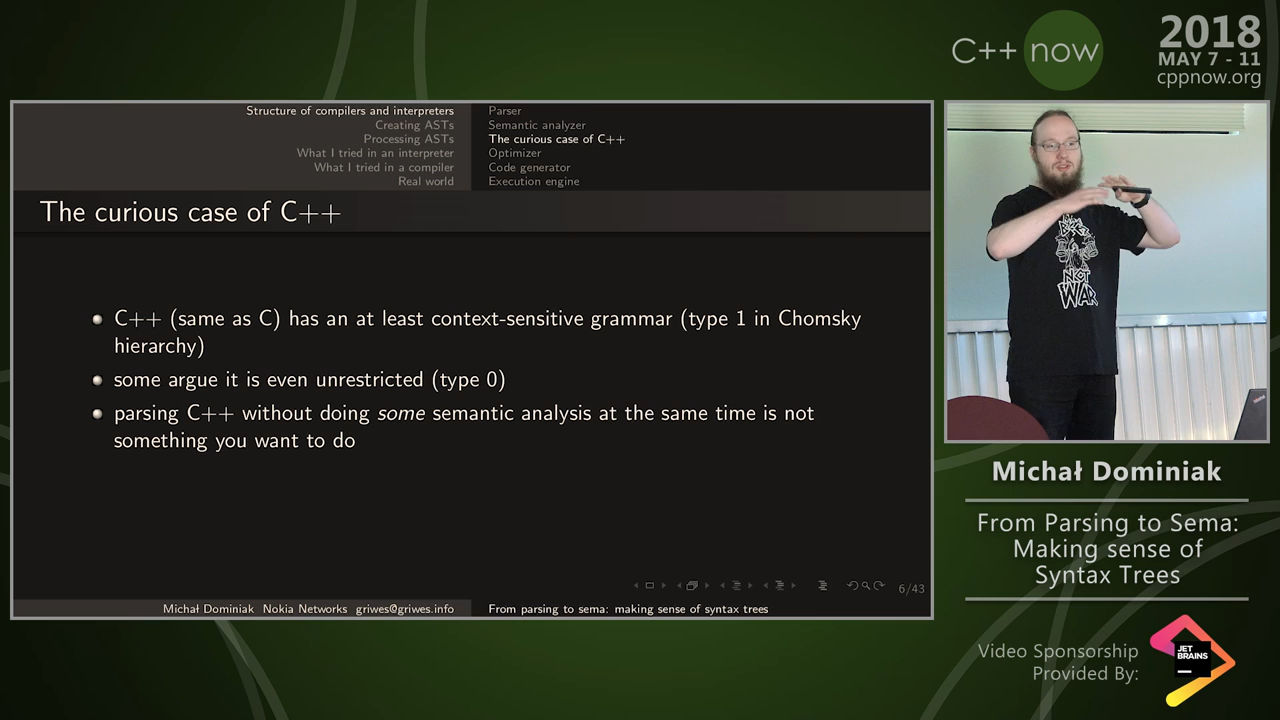 C++ now
2018
MAY 7 - 11
cppnow.org
Structure of compilers and interpreters
Creating ASTs
Processing ASTs
What I tried in an interpreter
What I tried in a compiler
Real world
Parser
Semantic analyzer
The curious case of C++
Optimizer
Code generator
Execution engine
The curious case of C++
C++ (same as C) has an at least context-sensitive grammar (type 1 in Chomsky
hierarchy)
some argue it is even unrestricted (type 0)
parsing C++ without doing some semantic analysis at the same time is not
something you want to do
6/43
Michał Dominiak Nokia Networks griwes@griwes.info
From parsing to sema: making sense of syntax trees
NOT
WAR
Michał Dominiak
From Parsing to Sema:
Making sense of
Syntax Trees
Video Sponsorship
Provided By:
JET
BRAINS